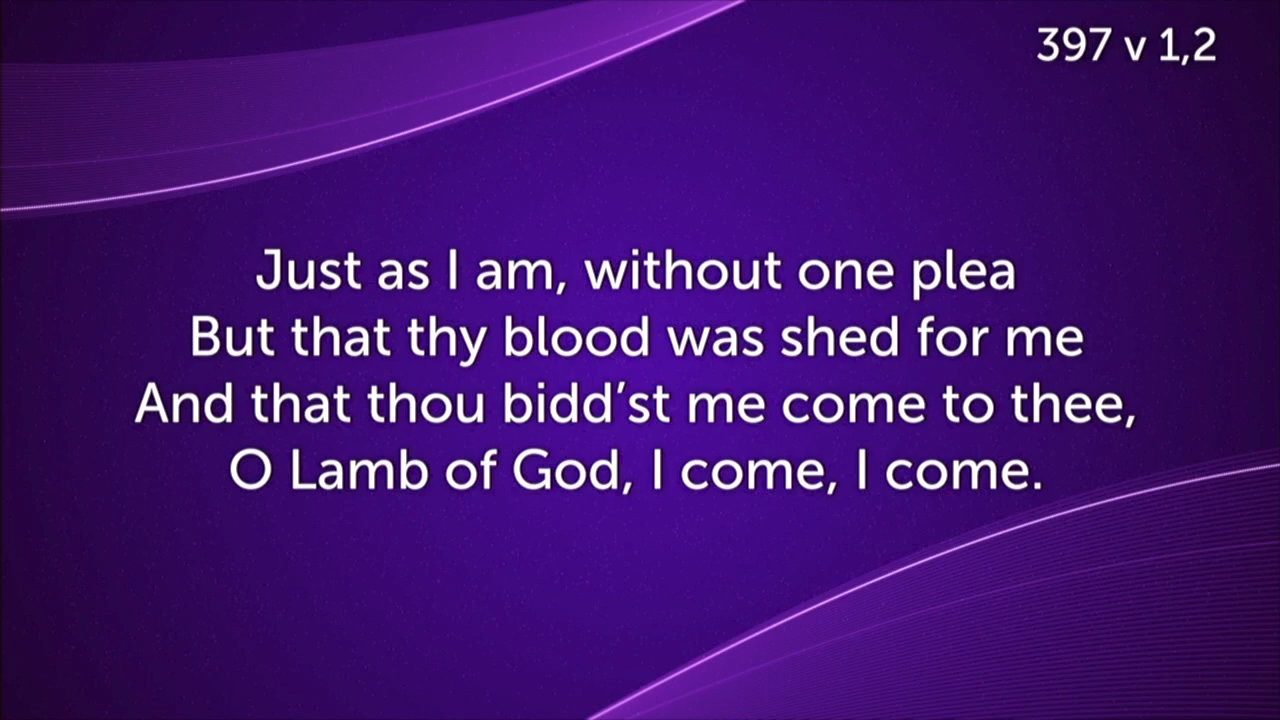 397 v 1,2
Just as I am, without one plea
But that thy blood was shed for me
And that thou bidd’st me come to thee,
O Lamb of God, I come, I come.